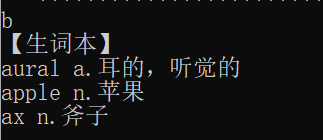 b
【生词本】
aural a.耳的，听觉的
apple n.苹果
ax n.斧子